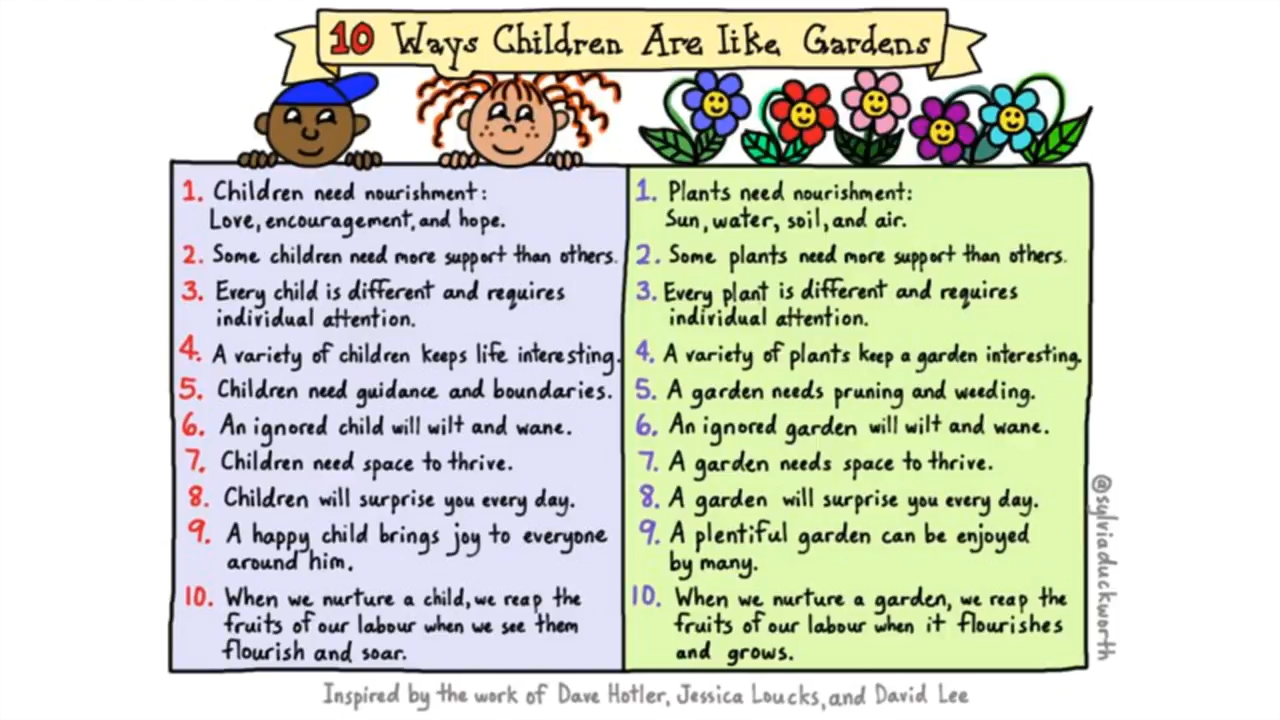 10 Ways Children Are like Gardens
1. Children need nourishment:
Love, encouragement, and hope.
2. Some children need more support than others.
3. Every child is different and requires
individual attention.
4. A variety of children keeps life interesting.
5. Children need guidance and boundaries.
6. An ignored child will wilt and wane.
7. Children need space to thrive.
8. Children will surprise you every day.
9. A happy child brings joy to everyone
around him.
10. When we nurture a child, we reap the
fruits of our labour when we see them
flourish and soar.
1. Plants need nourishment:
Sun, water, soil, and air.
2. Some plants need more support than others.
3. Every plant is different and requires
individual attention.
4. A variety of plants keep a garden interesting.
5. A garden needs pruning and weeding.
6. An ignored garden will wilt and wane.
7. A garden needs space to thrive.
8. A garden will surprise you every day.
9. A plentiful garden can be enjoyed
by many.
10. When we nurture a garden, we reap the
fruits of our labour when it flourishes
and grows.
@sylviaduckworth
Inspired by the work of Dave Hotler, Jessica Loucks, and David Lee